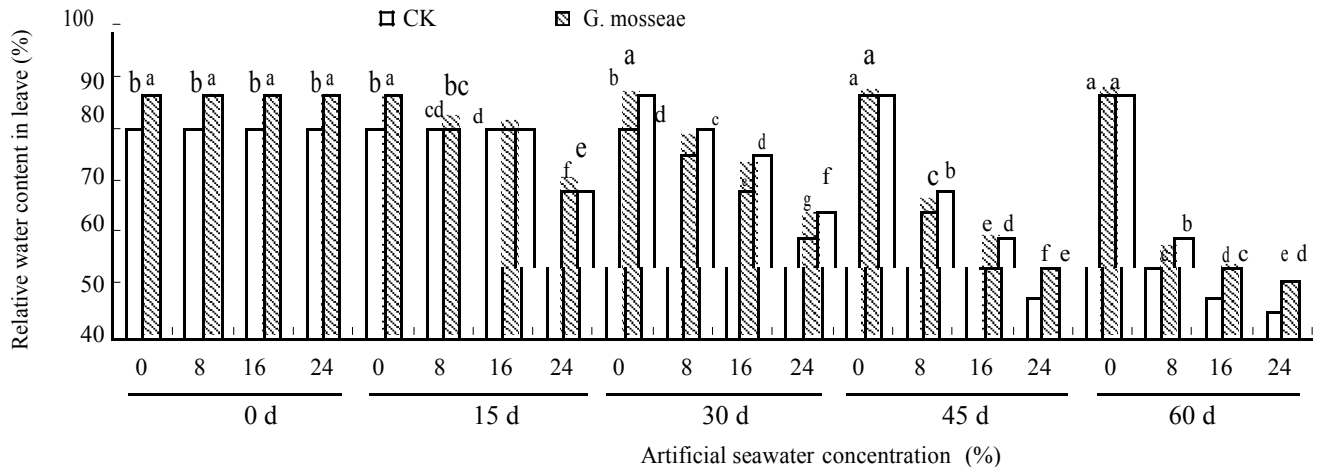 100
CK
G. mosseae
Relative water content in leave (%)
90
80
70
60
50
40
b a
b a
b a
b a
b a
cd bc
d
f e
b a
d c
d
g f
a a
c b
e d
f e
a a
c b
d c
e d
0 8 16 24 0 8 16 24 0 8 16 24 0 8 16 24 0 8 16 24
0 d 15 d 30 d 45 d 60 d
Artificial seawater concentration (%)